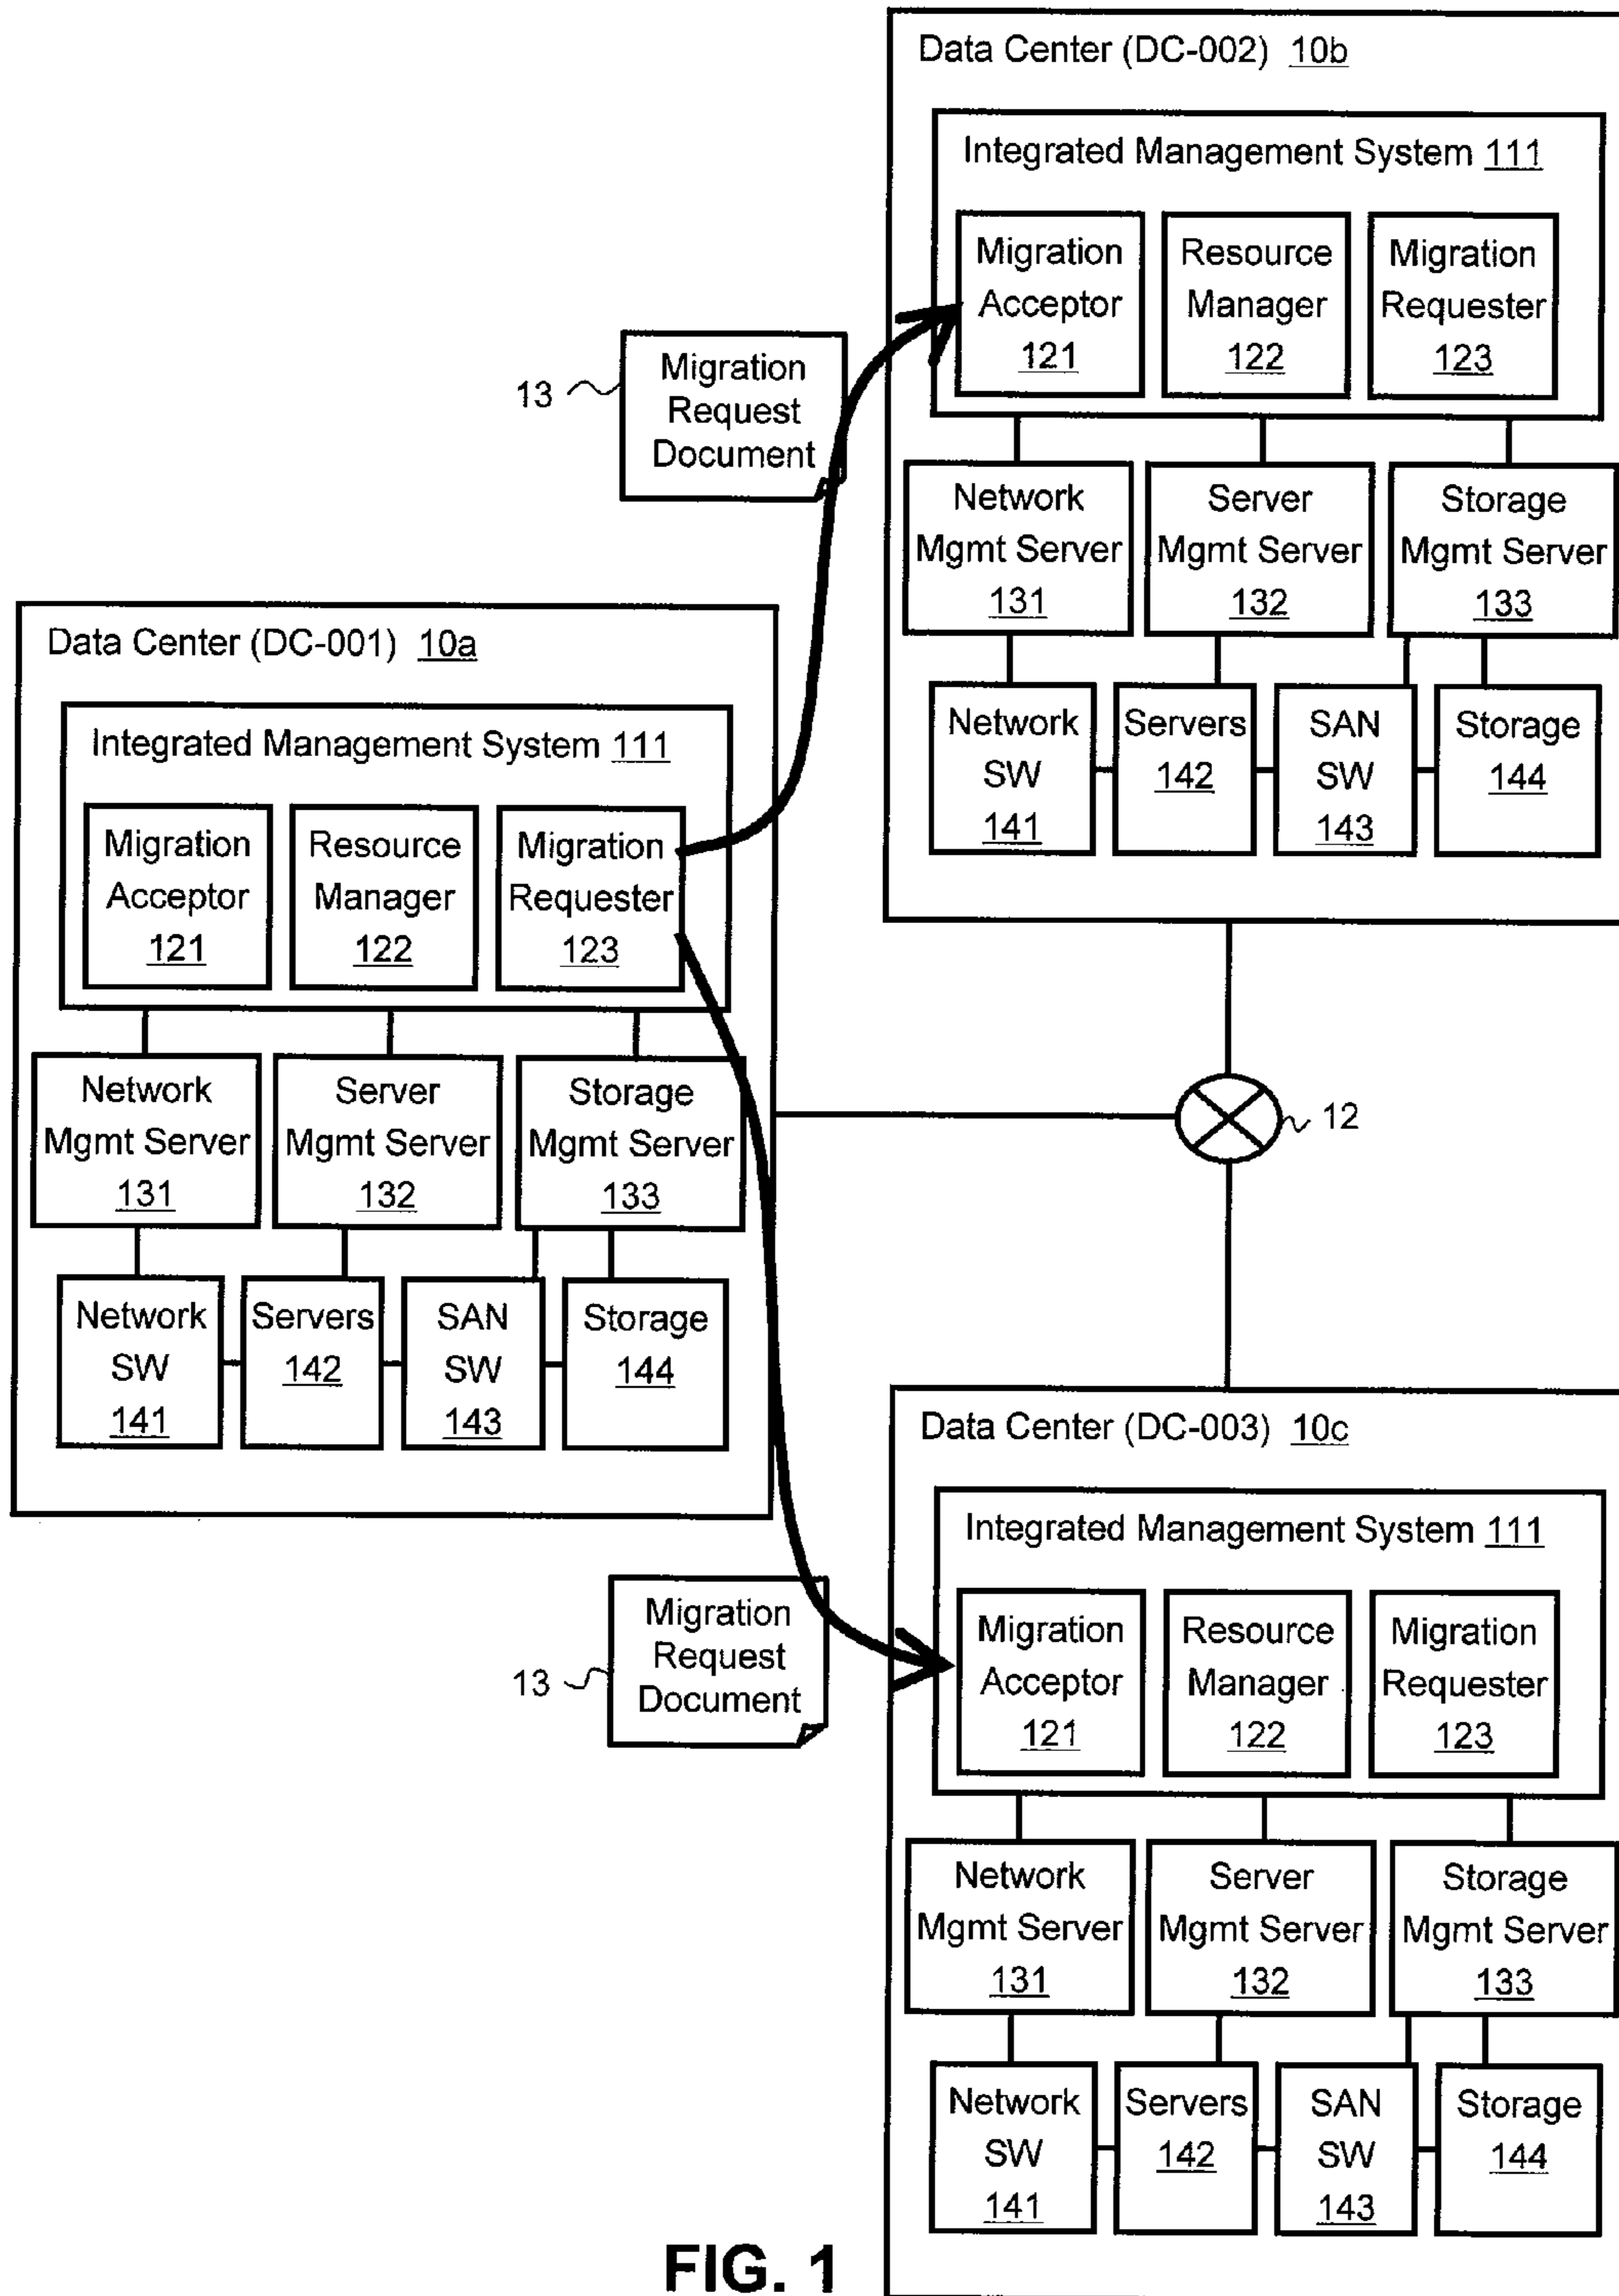 Data Center (DC-002) 10b
Integrated Management System 111
Migration Acceptor 121
Resource Manager 122
Migration Requester 123
13
Migration
Request
Document
Network Mgmt Server 131
Server Mgmt Server 132
Storage Mgmt Server 133
Network SW 141
Servers 142
SAN SW 143
Storage 144
Data Center (DC-001) 10a
Integrated Management System 111
Migration Acceptor 121
Resource Manager 122
Migration Requester 123
Network Mgmt Server 131
Server Mgmt Server 132
Storage Mgmt Server 133
Network SW 141
Servers 142
SAN SW 143
Storage 144
12
13
Migration
Request
Document
Data Center (DC-003) 10c
Integrated Management System 111
Migration Acceptor 121
Resource Manager 122
Migration Requester 123
Network Mgmt Server 131
Server Mgmt Server 132
Storage Mgmt Server 133
Network SW 141
Servers 142
SAN SW 143
Storage 144
FIG. 1